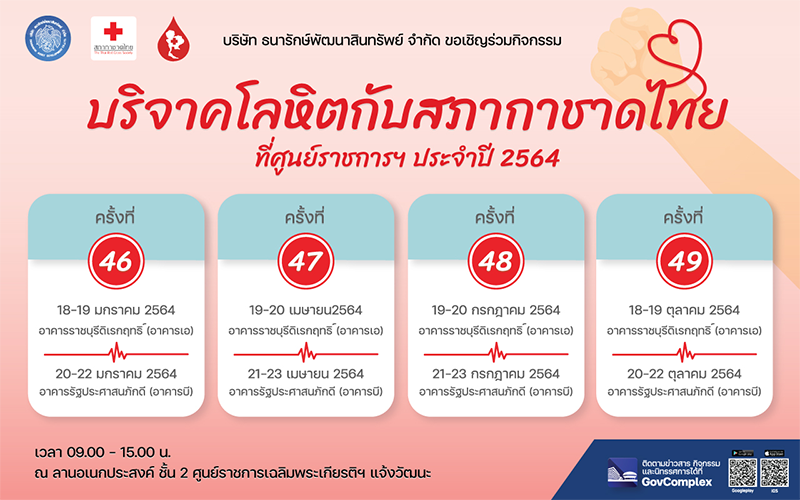 สภากาชาดไทย
บริษัท ธนารักษ์พัฒนาสินทรัพย์ จำกัด ขอเชิญร่วมกิจกรรม
บริจาคโลหิตกับสภากาชาดไทย
ที่ศูนย์ราชการฯ ประจำปี 2564
ครั้งที่
46
18-19 มกราคม 2564
อาคารราชบุรีดิเรกฤทธิ์ (อาคารเอ)
20-22 มกราคม 2564
อาคารรัฐประศาสนภักดี (อาคารบี)
ครั้งที่
47
19-20 เมษายน2564
อาคารราชบุรีดิเรกฤทธิ์ (อาคารเอ)
21-23 เมษายน 2564
อาคารรัฐประศาสนภักดี (อาคารบี)
ครั้งที่
48
19-20 กรกฎาคม 2564
อาคารราชบุรีดิเรกฤทธิ์ (อาคารเอ)
21-23 กรกฎาคม 2564
อาคารรัฐประศาสนภักดี (อาคารบี)
ครั้งที่
49
18-19 ตุลาคม 2564
อาคารราชบุรีดิเรกฤทธิ์ (อาคารเอ)
20-22 ตุลาคม 2564
อาคารรัฐประศาสนภักดี (อาคารบี)
เวลา 09.00 - 15.00 น.
ณ ลานอเนกประสงค์ ชั้น 2 ศูนย์ราชการเฉลิมพระเกียรติฯ แจ้งวัฒนะ
ติดตามข่าวสาร กิจกรรม
และนิทรรศการได้ที่
GovComplex
Googleplay
iOS